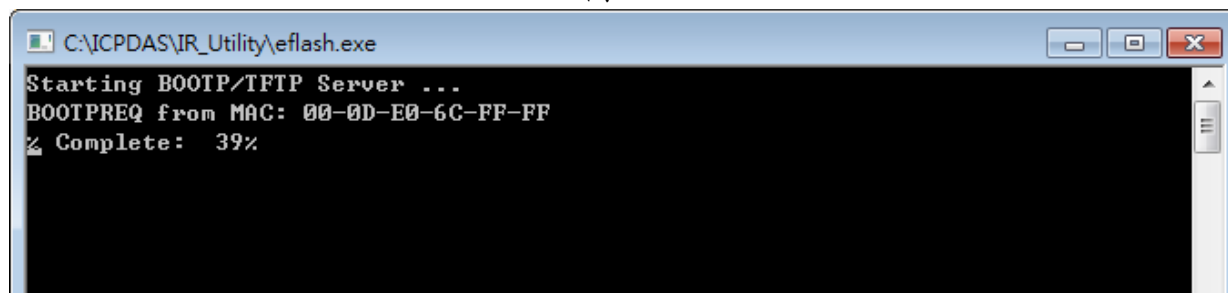 C:\ICPDAS\IR_Utility\eflash.exe
Starting BOOTP/TFTP Server ...
BOOTPREQ from MAC: 00-0D-E0-6C-FF-FF
% Complete:  39%